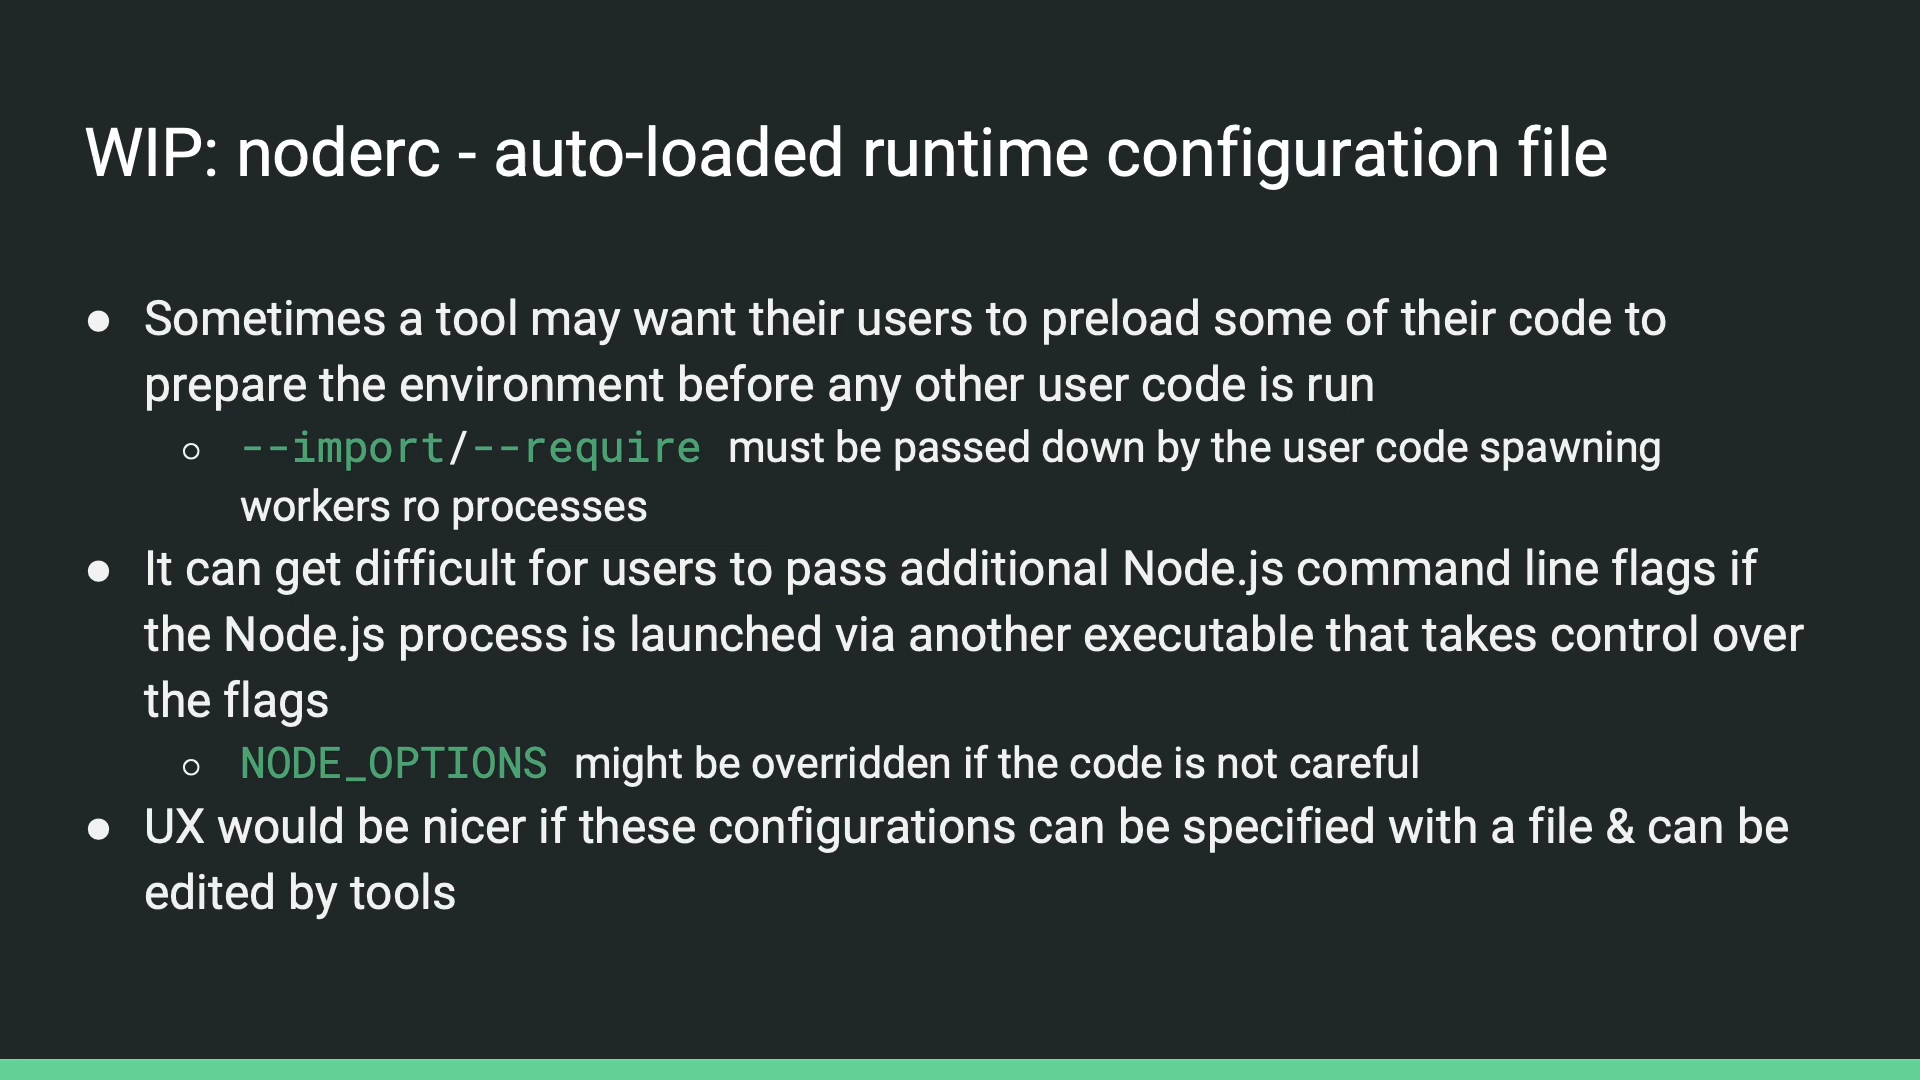 WIP: noderc - auto-loaded runtime configuration file
● Sometimes a tool may want their users to preload some of their code to
prepare the environment before any other user code is run
○ --import/--require must be passed down by the user code spawning
workers ro processes
● It can get difficult for users to pass additional Node.js command line flags if
the Node.js process is launched via another executable that takes control over
the flags
○ NODE_OPTIONS might be overridden if the code is not careful
● UX would be nicer if these configurations can be specified with a file & can be
edited by tools